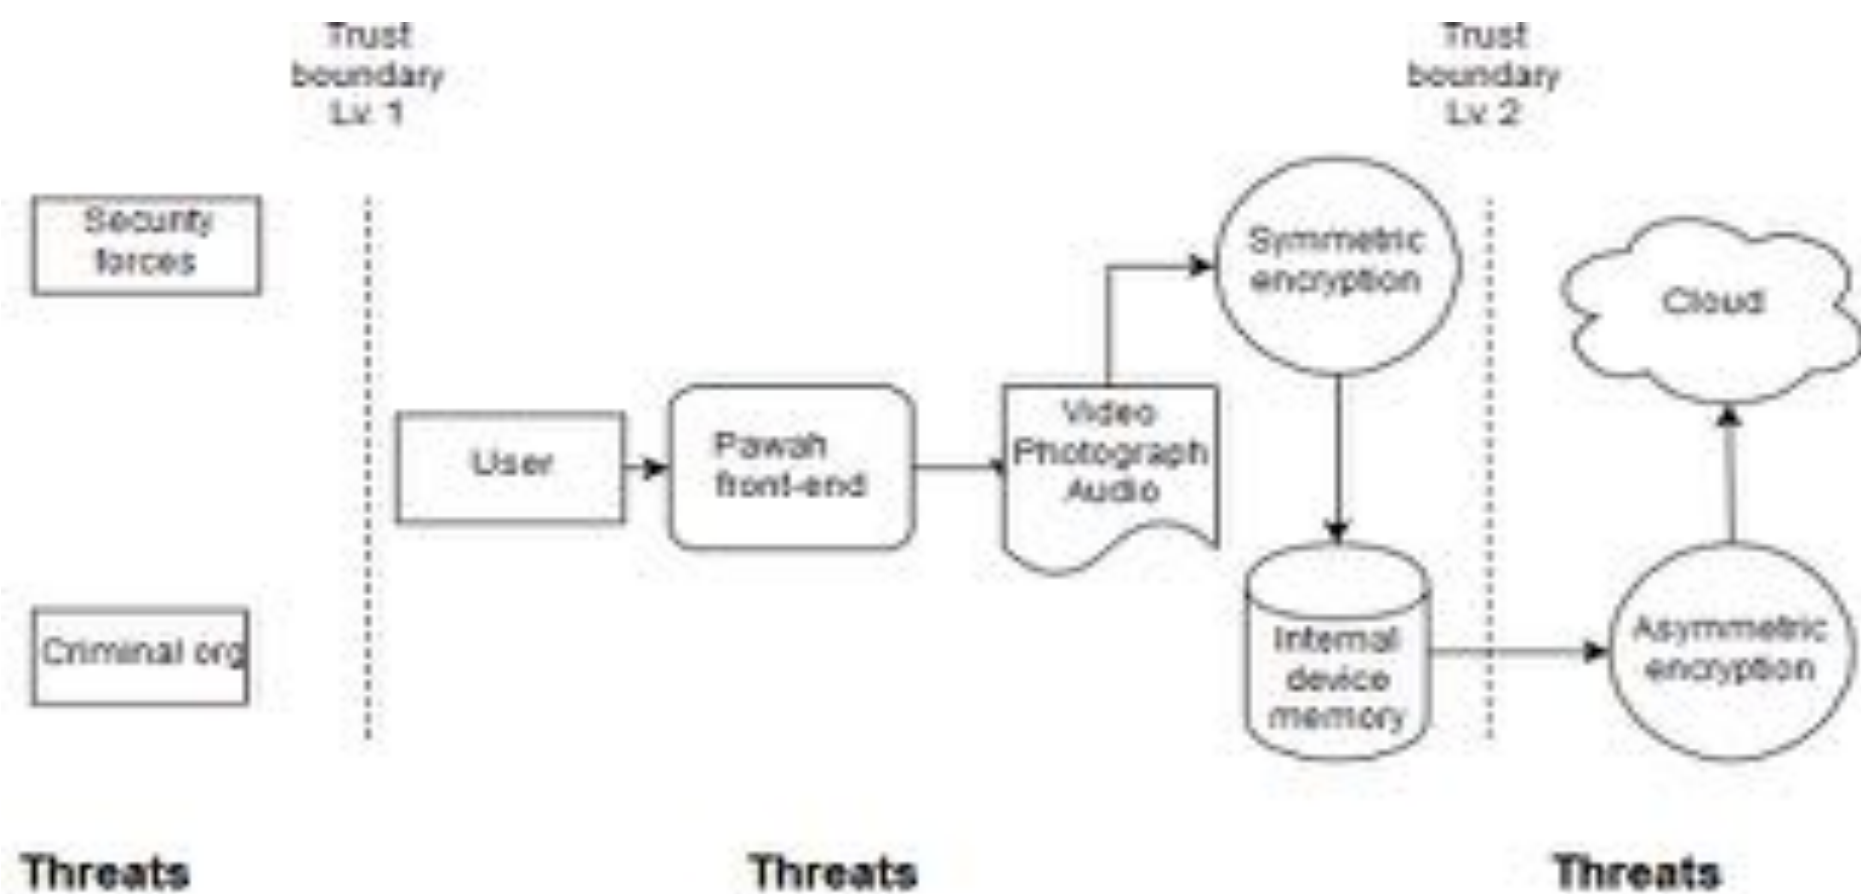 Trust
boundary
Lv. 1
Trust
boundary
Lv. 2
Security
forces
Symmetric
encryption
Cloud
User
Pawah
front-end
Video
Photograph
Audio
Criminal org
Internal
device
memory
Asymmetric
encryption
Threats
Threats
Threats